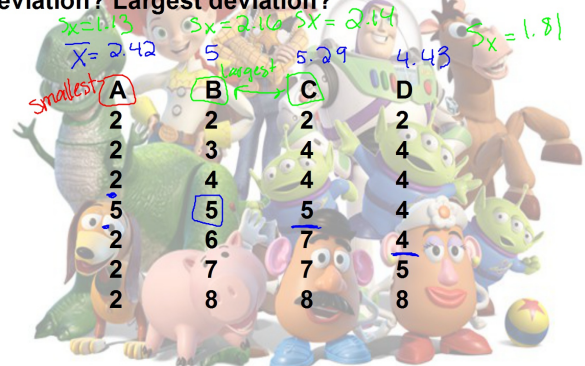 eviation? Largest deviation?
Sx=1.13 Sx=2.16 Sx=2.14 Sx=1.81
x̄=2.42 5 5.29 4.43
Largest
smallest A B C D
2 2 2 2
2 3 4 4
2 4 4 4
5 5 5 4
2 6 7 4
2 7 7 5
2 8 8 8